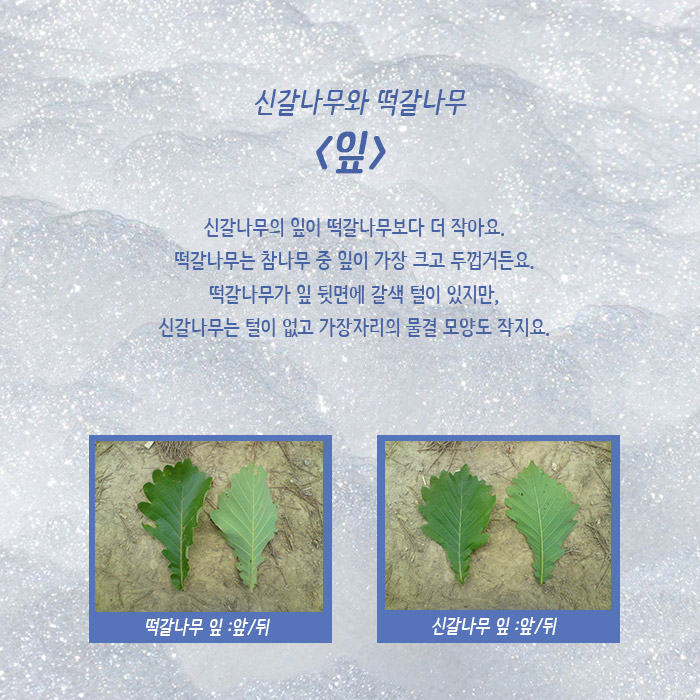 신갈나무와 떡갈나무
<잎>
신갈나무의 잎이 떡갈나무보다 더 작아요.
떡갈나무는 참나무 중 잎이 가장 크고 두껍거든요.
떡갈나무가 잎 뒷면에 갈색 털이 있지만,
신갈나무는 털이 없고 가장자리의 물결 모양도 작지요.
떡갈나무 잎 :앞/뒤
신갈나무 잎 :앞/뒤